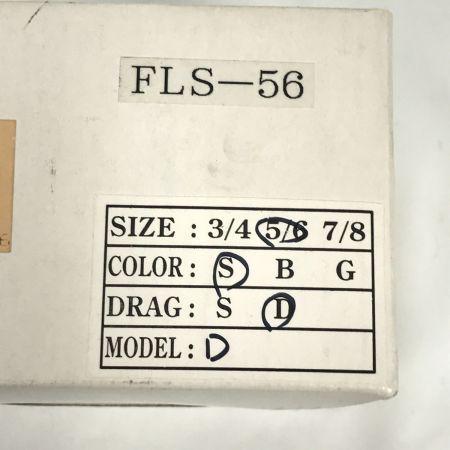 FLS-56
SIZE : 3/4 5/6 7/8
COLOR : S B G
DRAG : S D
MODEL : D